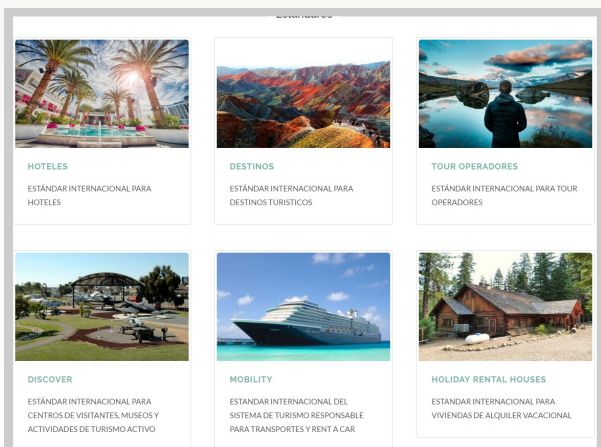 Estándares
HOTELES
ESTÁNDAR INTERNACIONAL PARA
HOTELES
DESTINOS
ESTÁNDAR INTERNACIONAL PARA
DESTINOS TURISTICOS
TOUR OPERADORES
ESTÁNDAR INTERNACIONAL PARA TOUR
OPERADORES
DISCOVER
ESTÁNDAR INTERNACIONAL PARA
CENTROS DE VISITANTES, MUSEOS Y
ACTIVIDADES DE TURISMO ACTIVO
MOBILITY
ESTANDAR INTERNACIONAL DEL
SISTEMA DE TURISMO RESPONSABLE
PARA TRANSPORTES Y RENT A CAR
HOLIDAY RENTAL HOUSES
ESTANDAR INTERNACIONAL PARA
VIVIENDAS DE ALQUILER VACACIONAL